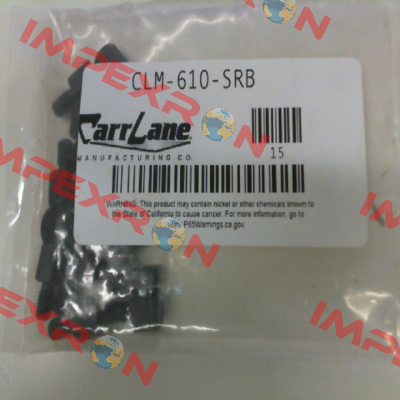 CLM-610-SRB
CarrLane
MANUFACTURING CO.
15
WARNING: This product may contain nickel or other chemicals known to
the State of California to cause cancer. For more information, go to
www.P65Warnings.ca.gov.
IMPEXRON
IMPEXRON
IMPEXRON